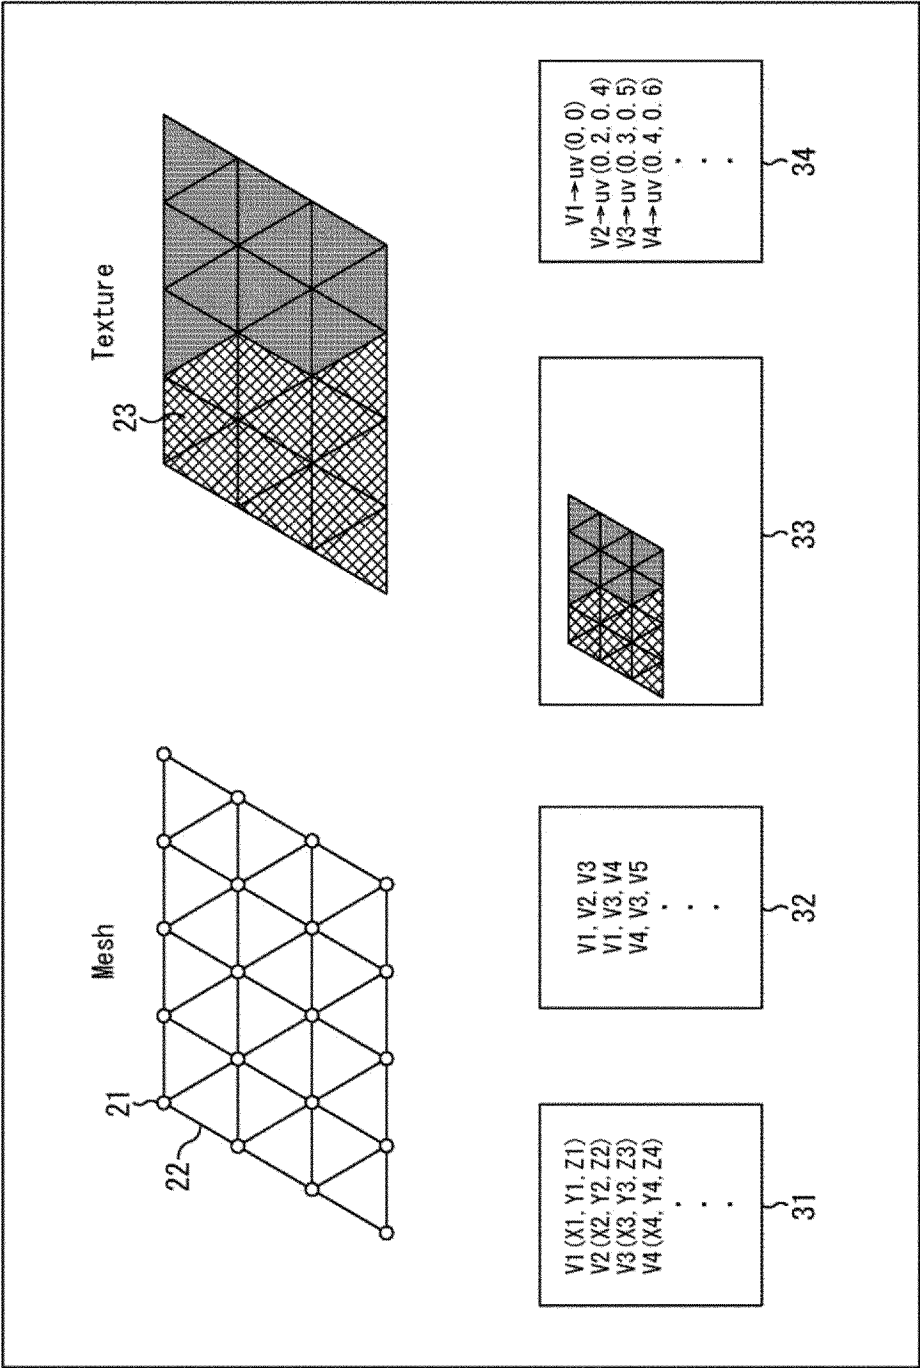 Mesh
Texture
21
22
23
V1(X1, Y1, Z1)
V2(X2, Y2, Z2)
V3(X3, Y3, Z3)
V4(X4, Y4, Z4)
. . .
31
V1, V2, V3
V1, V3, V4
V4, V3, V5
. . .
32
33
V1→uv(0, 0)
V2→uv(0. 2, 0. 4)
V3→uv(0. 3, 0. 5)
V4→uv(0. 4, 0. 6)
. . .
34